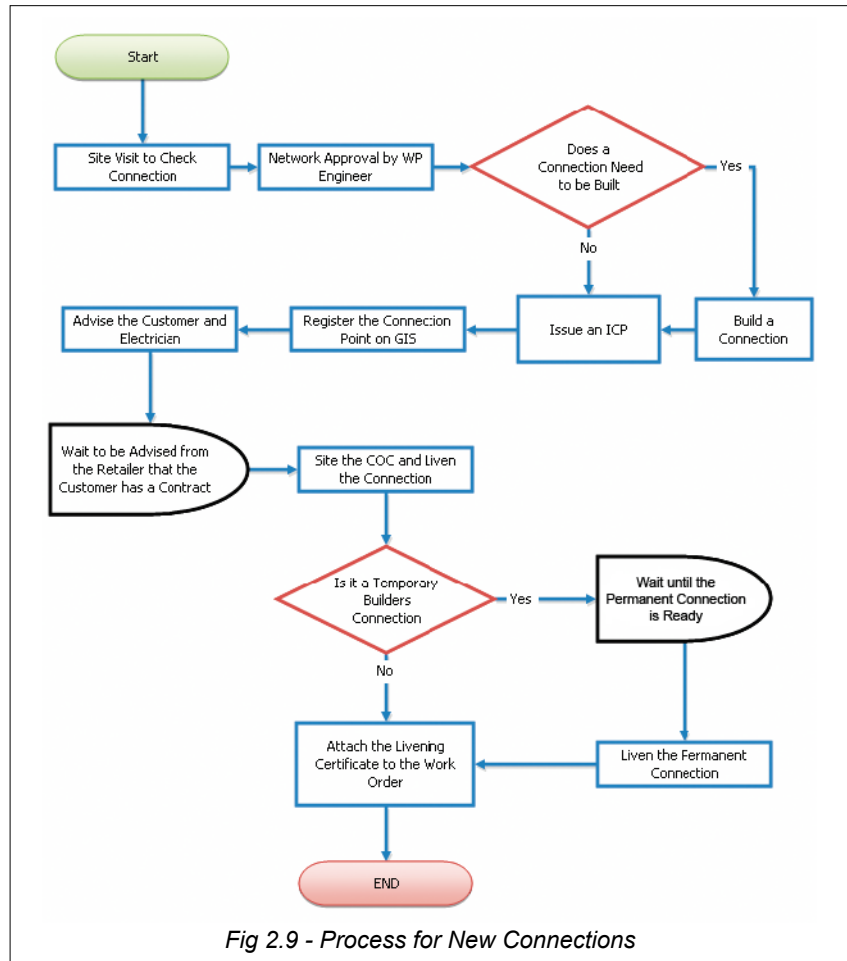 Start
Site Visit to Check
Connection
Network Approval by WP
Engineer
Does a
Connection Need
to be Built
Yes
No
Advise the Customer and
Electrician
Register the Connection
Point on GIS
Issue an ICP
Build a
Connection
Wait to be Advised from
the Retailer that the
Customer has a Contract
Site the COC and Liven
the Connection
Is it a Temporary
Builders
Connection
Yes
Wait until the
Permanent Connection
is Ready
No
Attach the Livening
Certificate to the Work
Order
Liven the Fermanent
Connection
END
Fig 2.9 - Process for New Connections